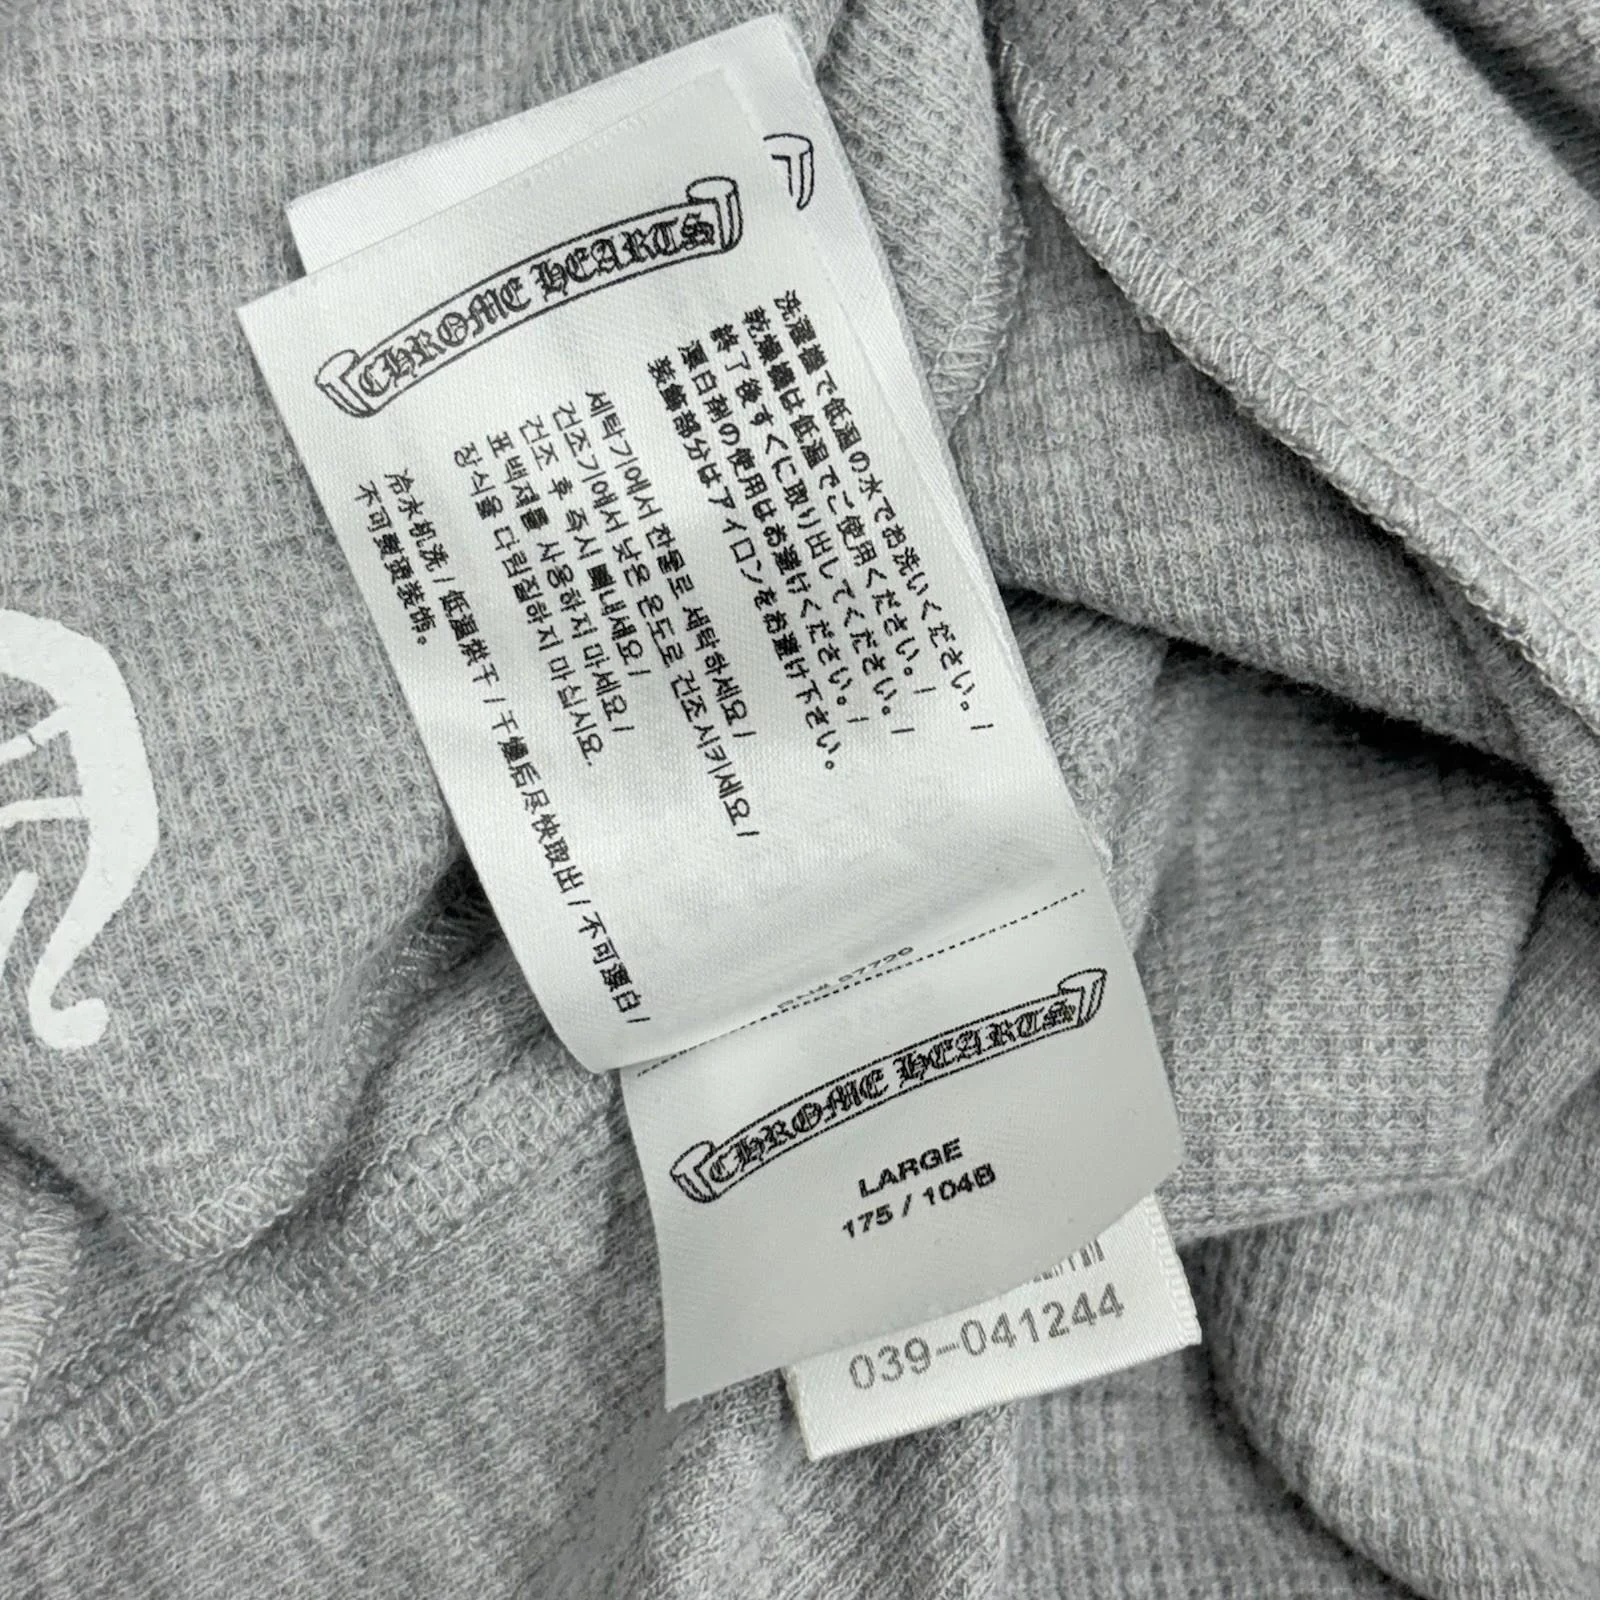 CHROME HEARTS
洗濯機で低温の水でお洗いください。/
乾燥機は低温でご使用ください。/
終了後すぐに取り出してください。/
漂白剤の使用はお避けください。/
装飾部分はアイロンをお避け下さい。
세탁기에서 찬물로 세탁하세요/
건조기에서 낮은 온도로 건조시키세요/
건조 후 즉시 빼내세요/
표백제를 사용하지 마세요/
장식을 다림질하지 마십시요.
冷水机洗/低温烘干/干燥后尽快取出/不可漂白/
不可熨烫装饰。
CHROME HEARTS
LARGE
175 / 104B
039-041244